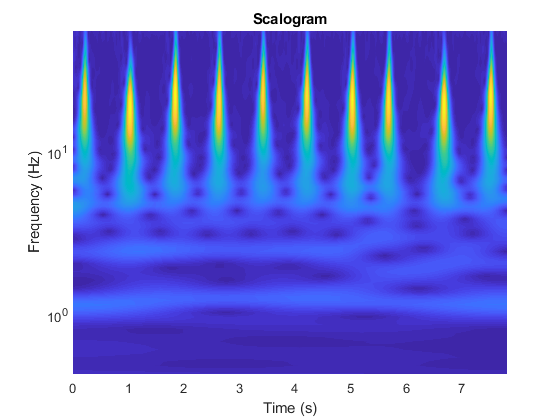 Scalogram
Frequency (Hz)
10^1
10^0
0 1 2 3 4 5 6 7
Time (s)